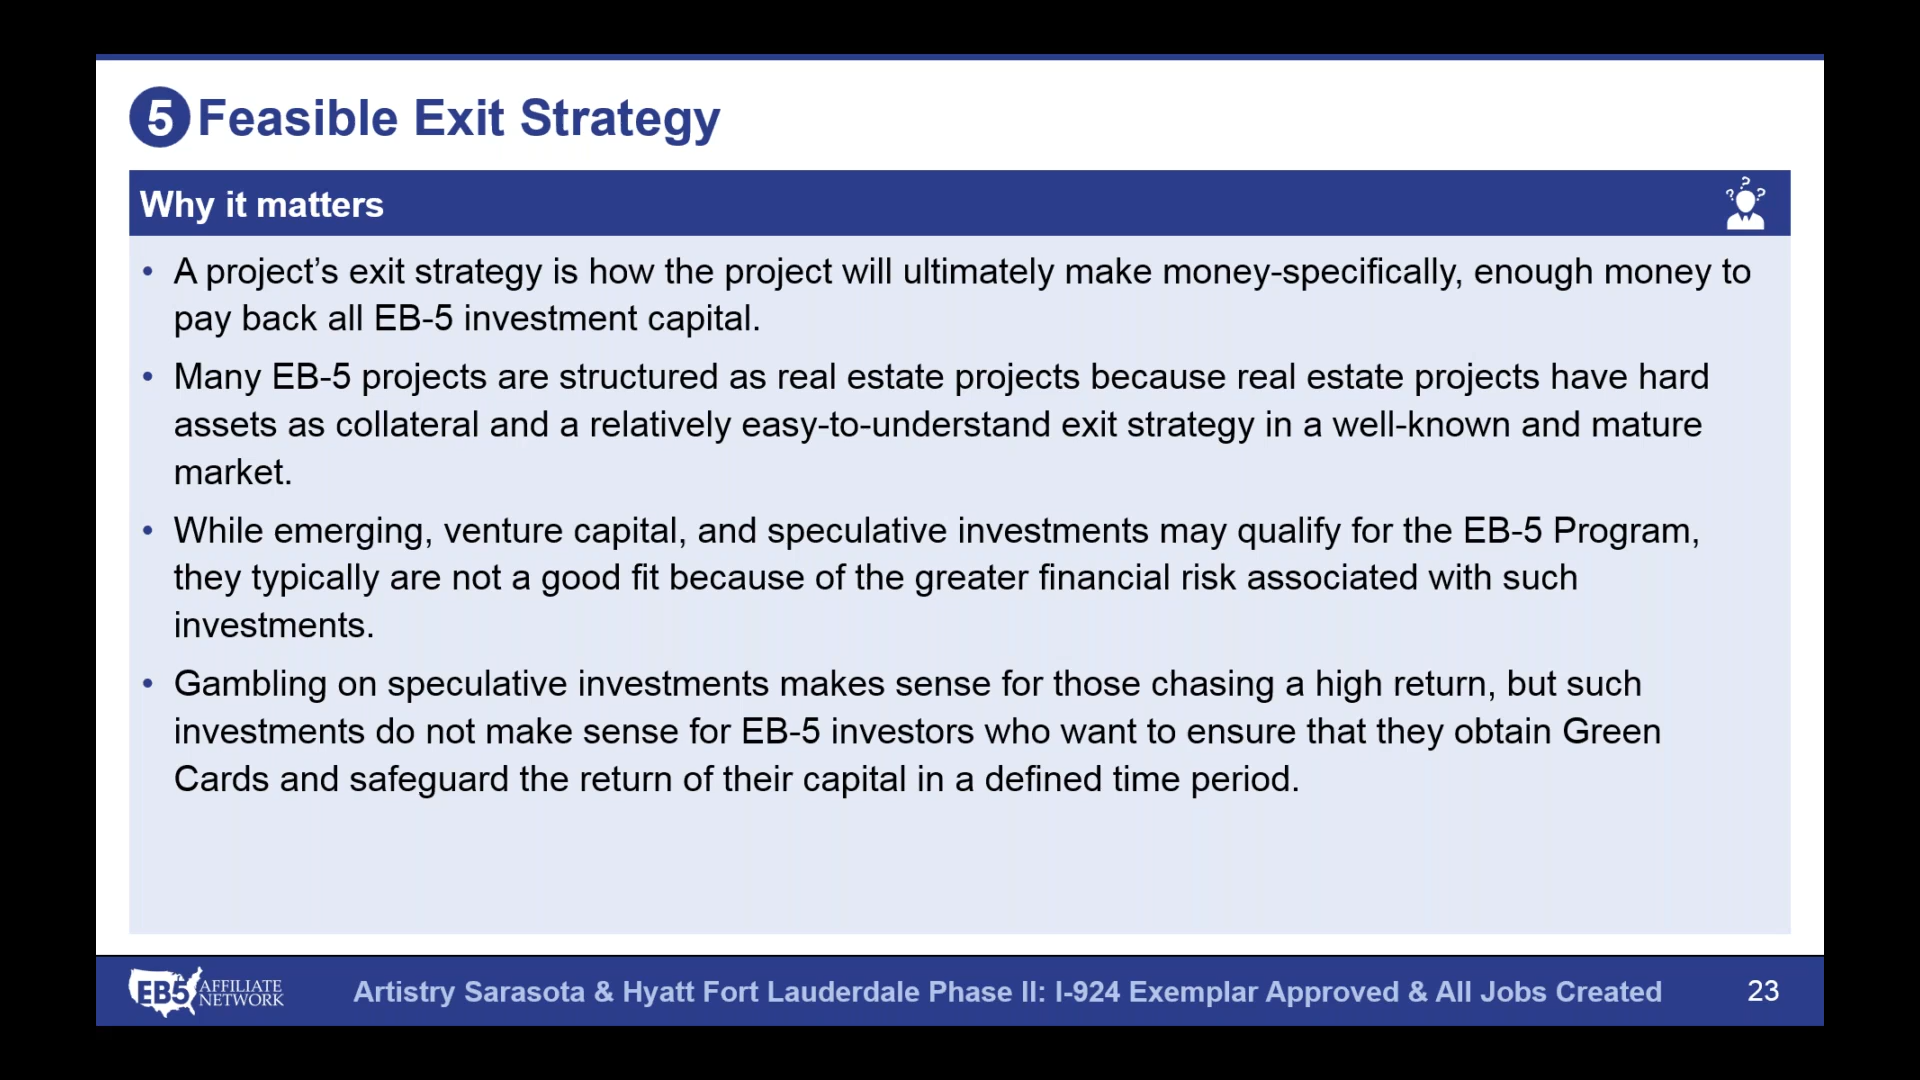 5 Feasible Exit Strategy
Why it matters
? ? ?
• A project’s exit strategy is how the project will ultimately make money-specifically, enough money to
pay back all EB-5 investment capital.
• Many EB-5 projects are structured as real estate projects because real estate projects have hard
assets as collateral and a relatively easy-to-understand exit strategy in a well-known and mature
market.
• While emerging, venture capital, and speculative investments may qualify for the EB-5 Program,
they typically are not a good fit because of the greater financial risk associated with such
investments.
• Gambling on speculative investments makes sense for those chasing a high return, but such
investments do not make sense for EB-5 investors who want to ensure that they obtain Green
Cards and safeguard the return of their capital in a defined time period.
EB5 AFFILIATE
NETWORK
Artistry Sarasota & Hyatt Fort Lauderdale Phase II: I-924 Exemplar Approved & All Jobs Created
23